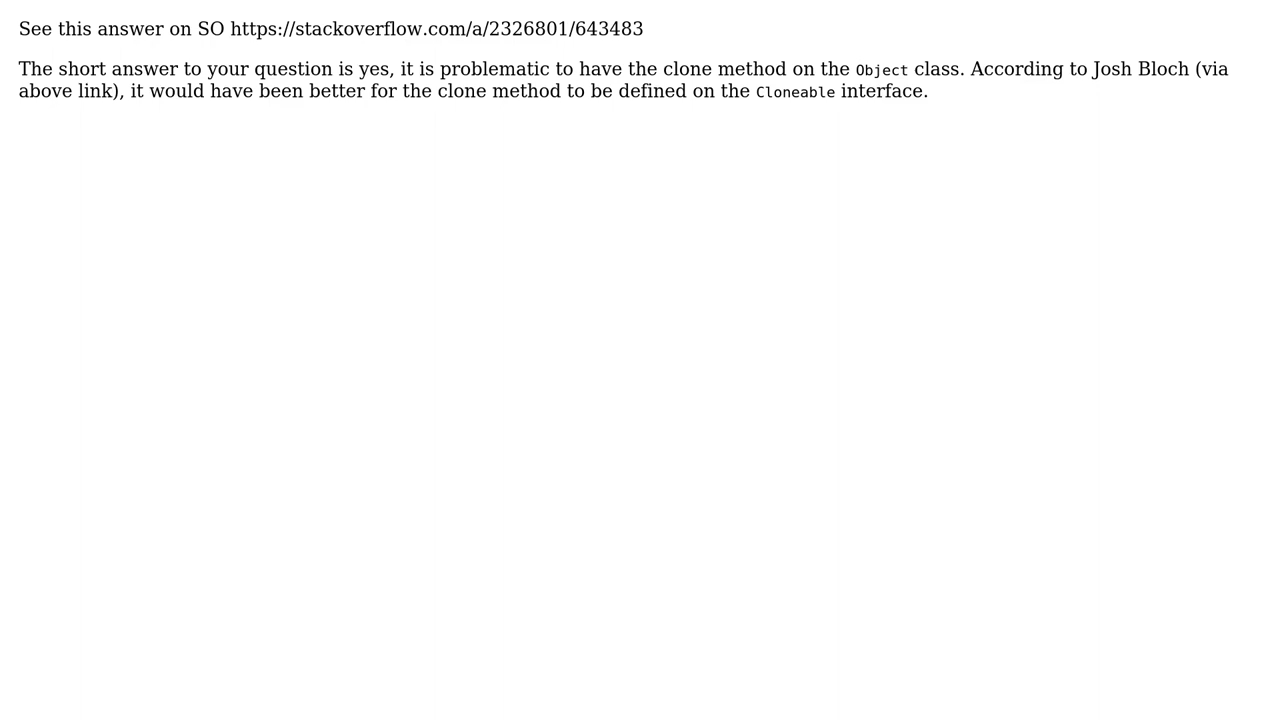 See this answer on SO https://stackoverflow.com/a/2326801/643483
The short answer to your question is yes, it is problematic to have the clone method on the Object class. According to Josh Bloch (via
above link), it would have been better for the clone method to be defined on the Cloneable interface.